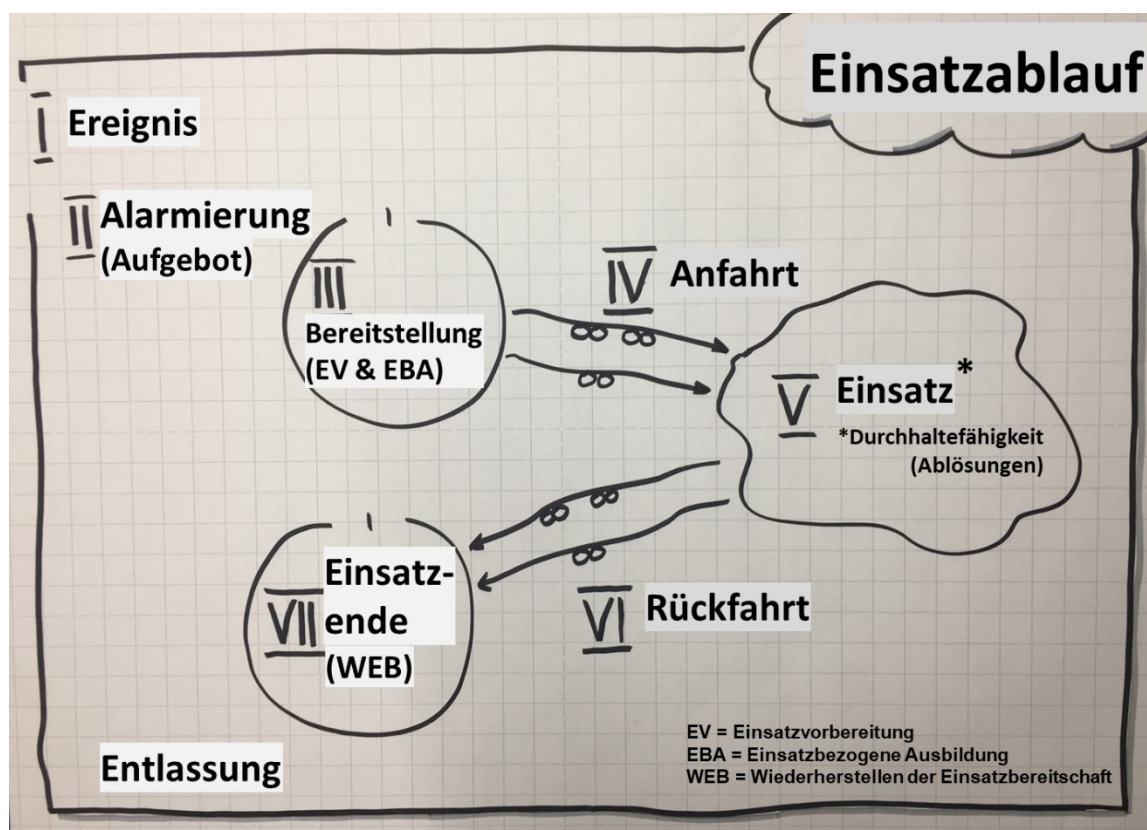 Einsatzablauf
I Ereignis
II Alarmierung
(Aufgebot)
III
Bereitstellung
(EV & EBA)
IV Anfahrt
V Einsatz*
*Durchhaltefähigkeit
(Ablösungen)
VI Rückfahrt
VII Einsatz-
ende
(WEB)
Entlassung
EV = Einsatzvorbereitung
EBA = Einsatzbezogene Ausbildung
WEB = Wiederherstellen der Einsatzbereitschaft